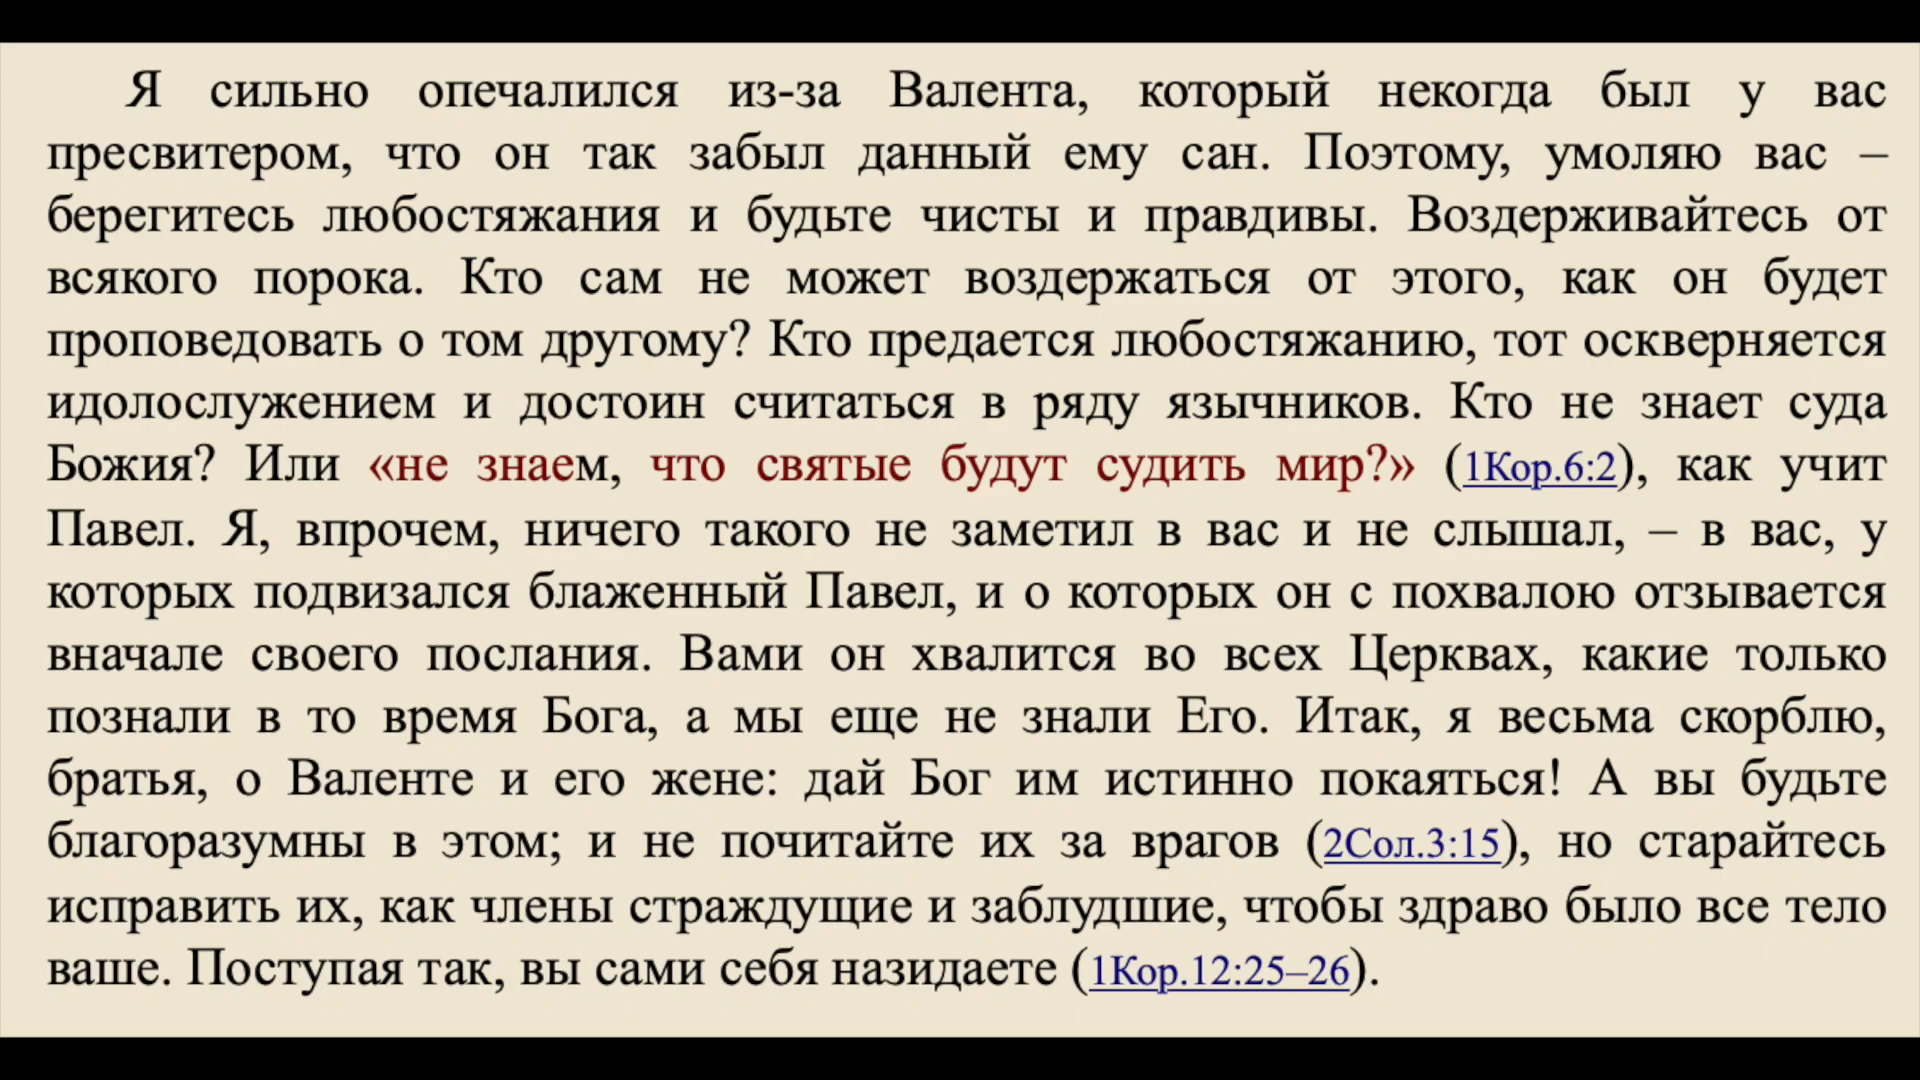 Я сильно опечалился из-за Валента, который некогда был у вас
пресвитером, что он так забыл данный ему сан. Поэтому, умоляю вас –
берегитесь любостяжания и будьте чисты и правдивы. Воздерживайтесь от
всякого порока. Кто сам не может воздержаться от этого, как он будет
проповедовать о том другому? Кто предается любостяжанию, тот оскверняется
идолослужением и достоин считаться в ряду язычников. Кто не знает суда
Божия? Или «не знаем, что святые будут судить мир?» (1Кор.6:2), как учит
Павел. Я, впрочем, ничего такого не заметил в вас и не слышал, – в вас, у
которых подвизался блаженный Павел, и о которых он с похвалою отзывается
вначале своего послания. Вами он хвалится во всех Церквах, какие только
познали в то время Бога, а мы еще не знали Его. Итак, я весьма скорблю,
братья, о Валенте и его жене: дай Бог им истинно покаяться! А вы будьте
благоразумны в этом; и не почитайте их за врагов (2Сол.3:15), но старайтесь
исправить их, как члены страждущие и заблудшие, чтобы здраво было все тело
ваше. Поступая так, вы сами себя назидаете (1Кор.12:25–26).